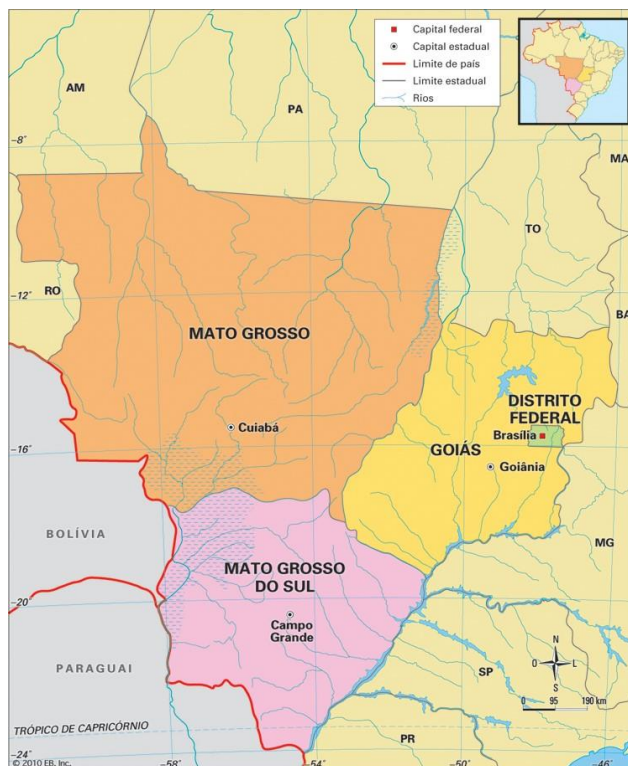 Capital federal
Capital estadual
Limite de país
Limite estadual
Rios
AM
PA
-8°
MA
TO
RO
-12°
BA
MATO GROSSO
DISTRITO
FEDERAL
Cuiabá
Brasília
GOIÁS
-16°
Goiânia
BOLÍVIA
MG
MATO GROSSO
DO SUL
-20°
Campo
Grande
PARAGUAI
N
O
L
S
SP
0 95 190 km
TRÓPICO DE CAPRICÓRNIO
PR
-24°
© 2010 EB, Inc.
-58°
-54°
-50°
-46°